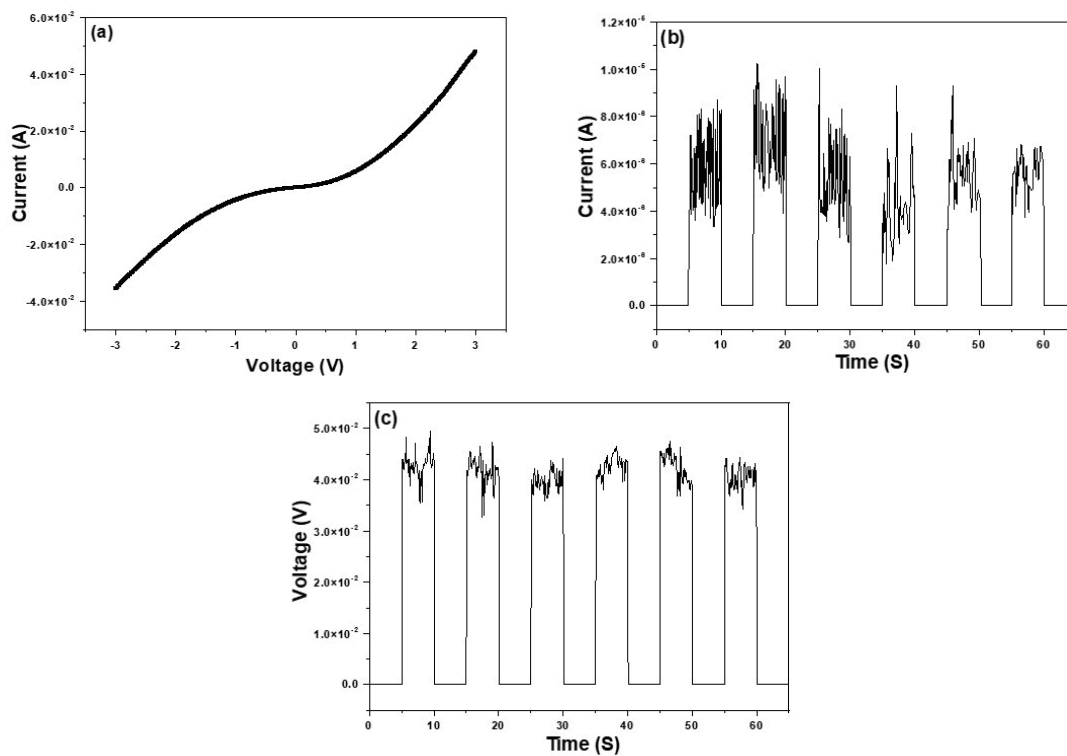 (a)
6.0×10⁻²
4.0×10⁻²
2.0×10⁻²
0.0
-2.0×10⁻²
-4.0×10⁻²
Current (A)
-3 -2 -1 0 1 2 3
Voltage (V)
(b)
1.2×10⁻⁵
1.0×10⁻⁵
8.0×10⁻⁶
6.0×10⁻⁶
4.0×10⁻⁶
2.0×10⁻⁶
0.0
Current (A)
0 10 20 30 40 50 60
Time (S)
(c)
5.0×10⁻²
4.0×10⁻²
3.0×10⁻²
2.0×10⁻²
1.0×10⁻²
0.0
Voltage (V)
0 10 20 30 40 50 60
Time (S)